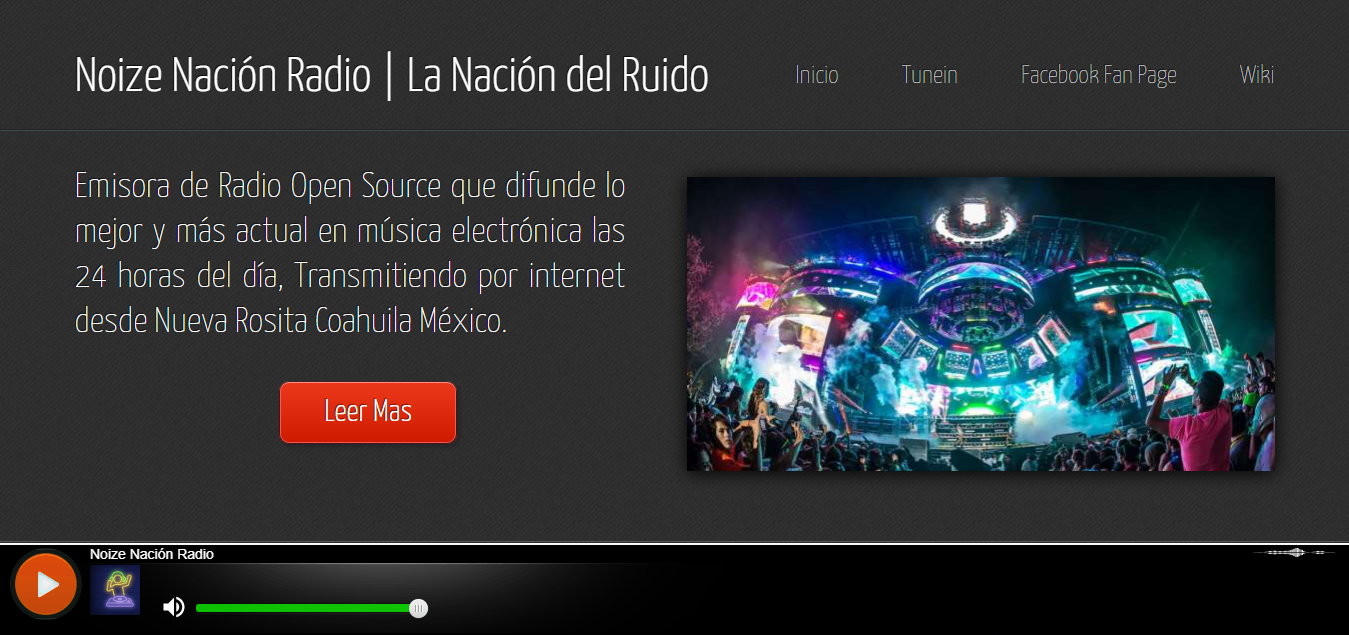 Noize Nación Radio | La Nación del Ruido
Inicio
Tunein
Facebook Fan Page
Wiki
Emisora de Radio Open Source que difunde lo
mejor y más actual en música electrónica las
24 horas del día, Transmitiendo por internet
desde Nueva Rosita Coahuila México.
Leer Mas
Noize Nación Radio